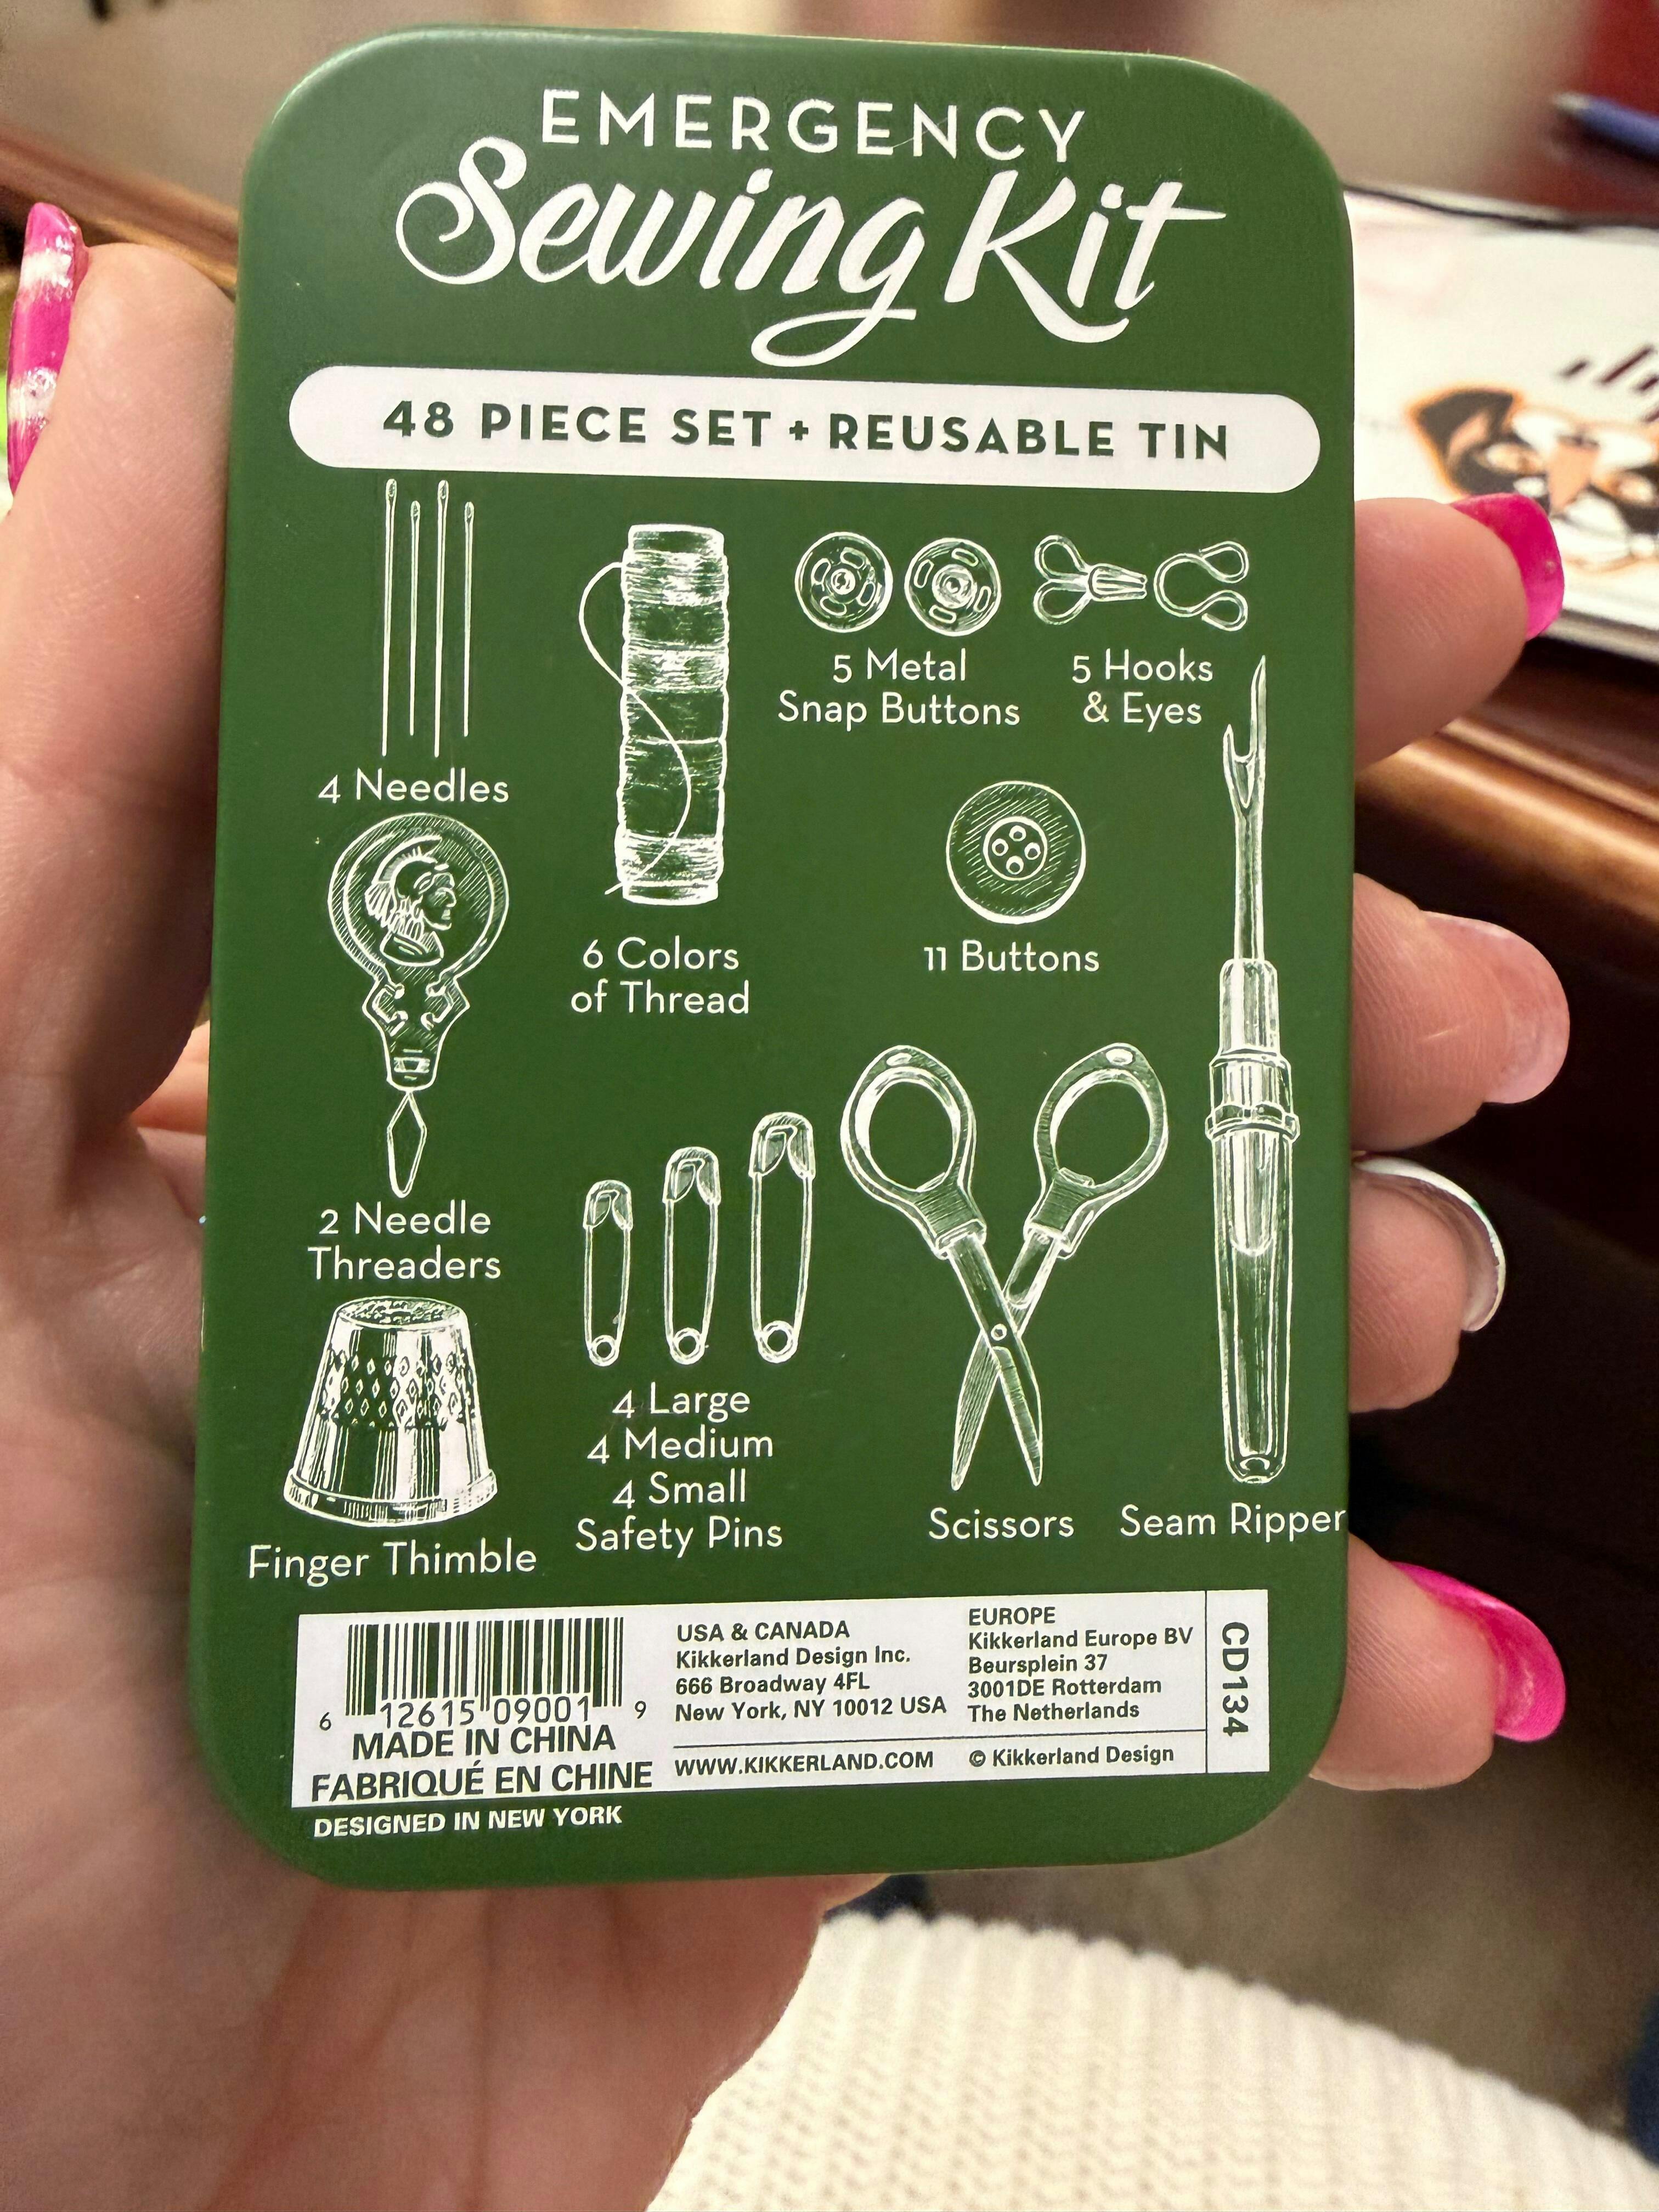 EMERGENCY
Sewing Kit
48 PIECE SET + REUSABLE TIN
4 Needles
6 Colors
of Thread
5 Metal
Snap Buttons
5 Hooks
& Eyes
11 Buttons
2 Needle
Threaders
Finger Thimble
4 Large
4 Medium
4 Small
Safety Pins
Scissors
Seam Ripper
6 12615 09001 9
MADE IN CHINA
FABRIQUÉ EN CHINE
DESIGNED IN NEW YORK
USA & CANADA
Kikkerland Design Inc.
666 Broadway 4FL
New York, NY 10012 USA
WWW.KIKKERLAND.COM
EUROPE
Kikkerland Europe BV
Beursplein 37
3001DE Rotterdam
The Netherlands
© Kikkerland Design
CD134